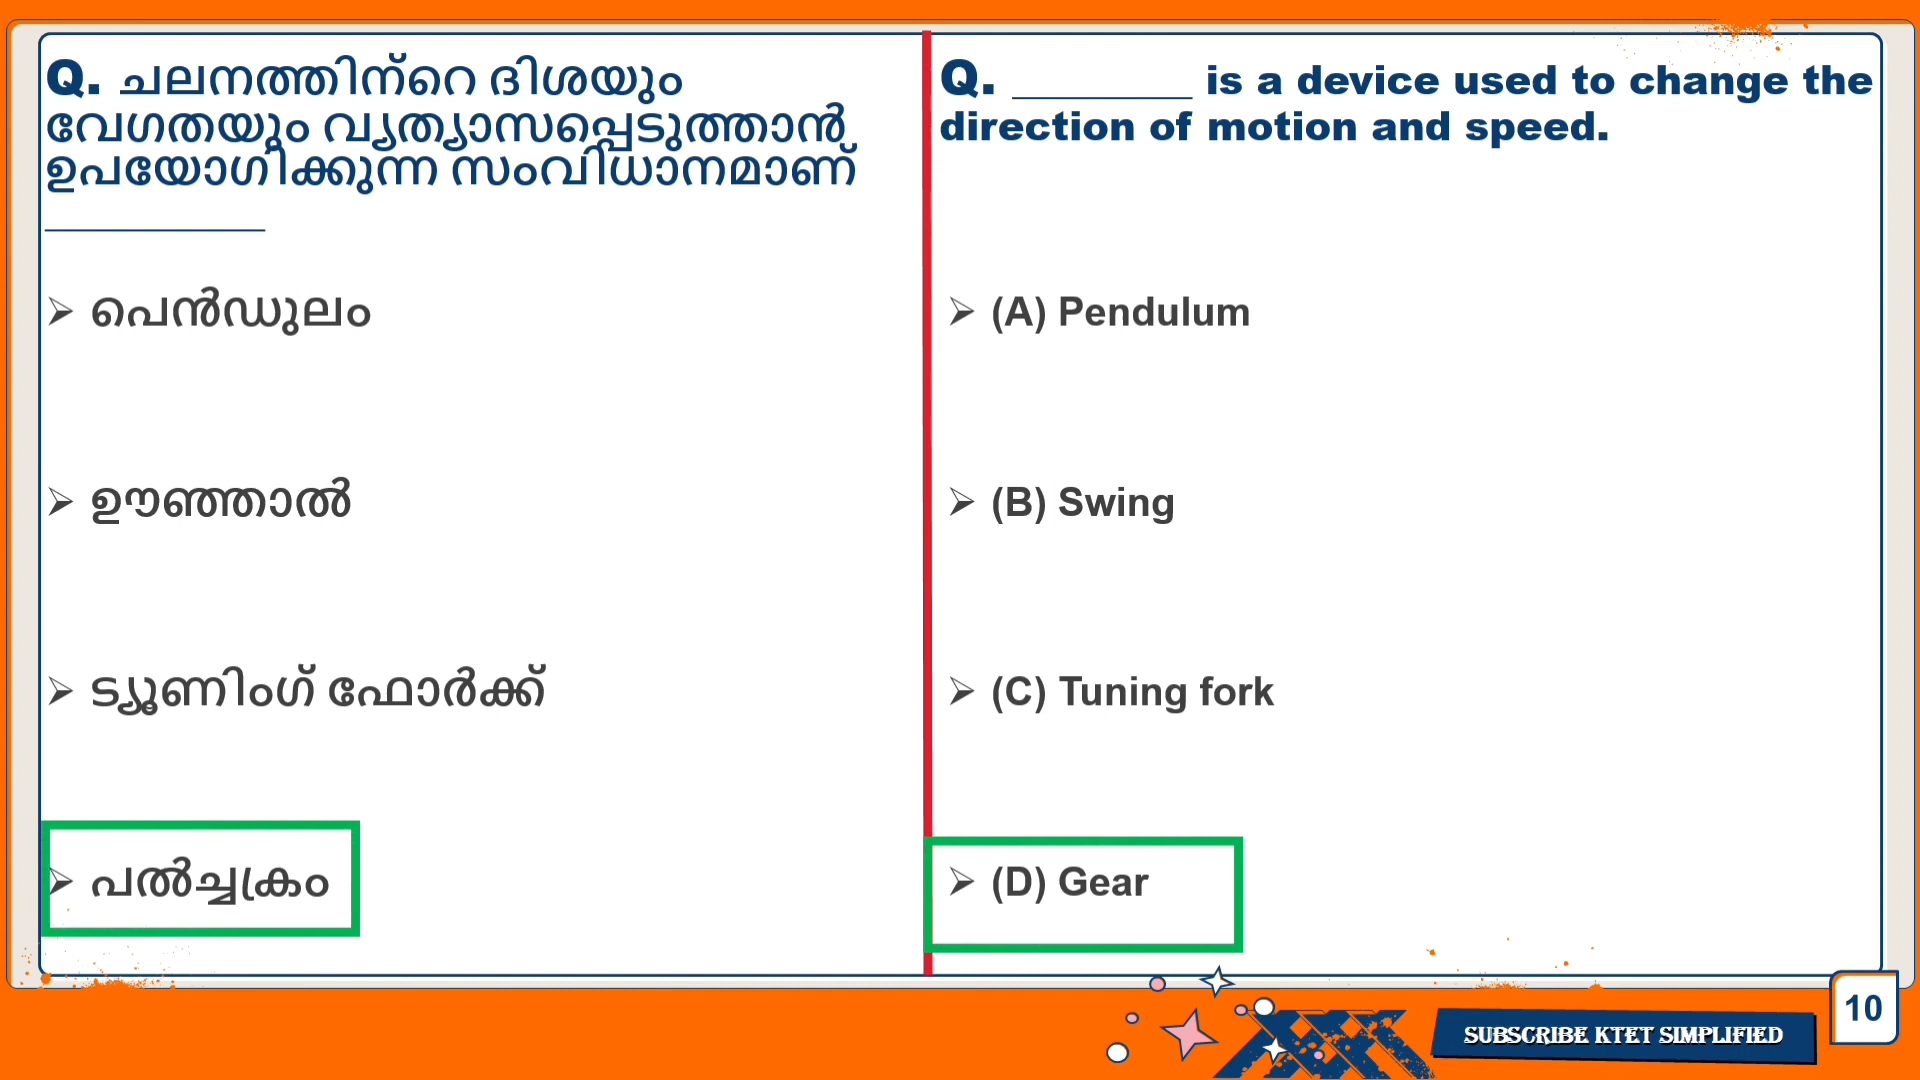 Q. ചലനത്തിന്റെ ദിശയും
വേഗതയും വ്യത്യാസപ്പെടുത്താൻ
ഉപയോഗിക്കുന്ന സംവിധാനമാണ്
___________
➢ പെൻഡുലം
➢ ഊഞ്ഞാൽ
➢ ട്യൂണിംഗ് ഫോർക്ക്
➢ പൽച്ചക്രം
Q. _________ is a device used to change the
direction of motion and speed.
➢ (A) Pendulum
➢ (B) Swing
➢ (C) Tuning fork
➢ (D) Gear
SUBSCRIBE KTET SIMPLIFIED
10